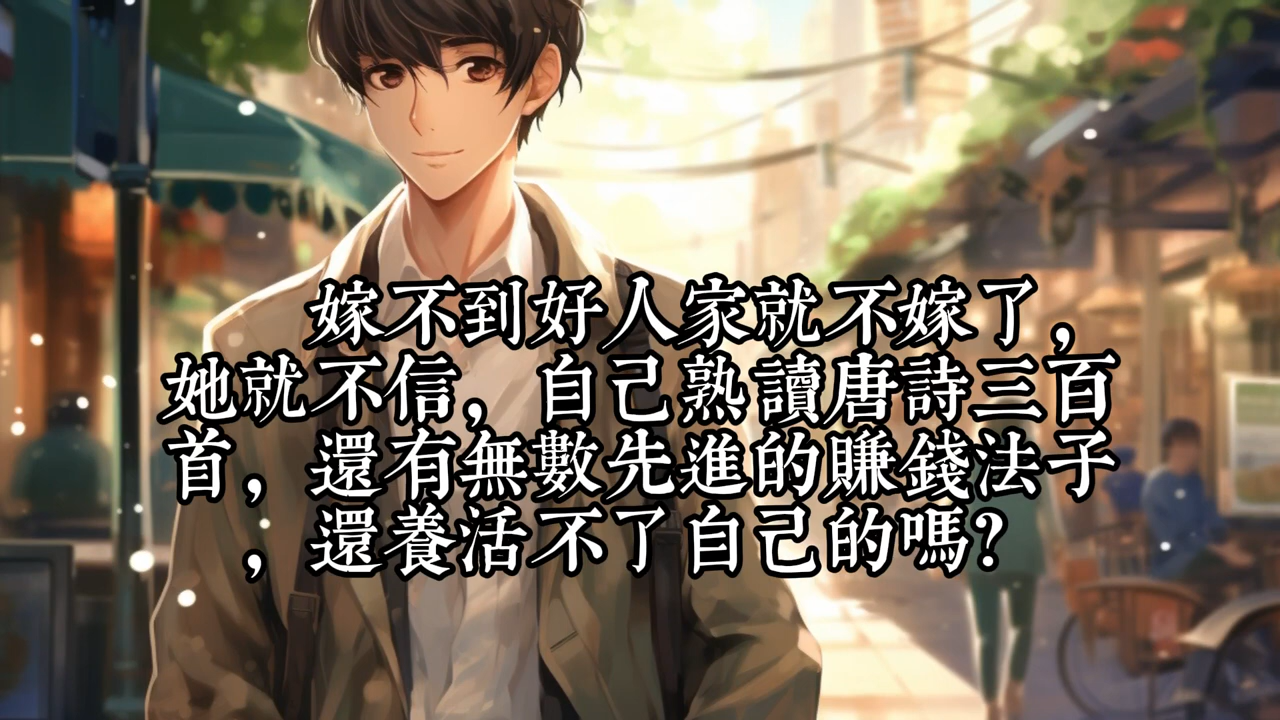 嫁不到好人家就不嫁了，
她就不信，自己熟讀唐詩三百
首，還有無數先進的賺錢法子
，還養活不了自己的嗎？